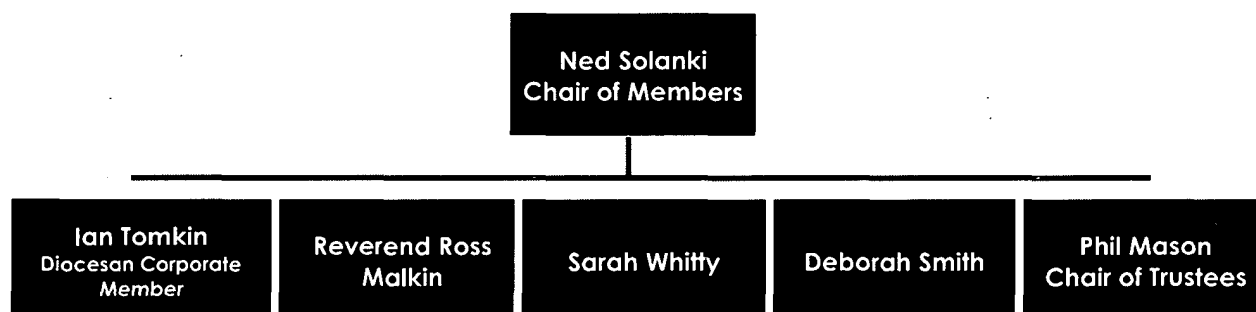 Ned Solanki
Chair of Members
Ian Tomkin
Diocesan Corporate
Member
Reverend Ross
Malkin
Sarah Whitty
Deborah Smith
Phil Mason
Chair of Trustees